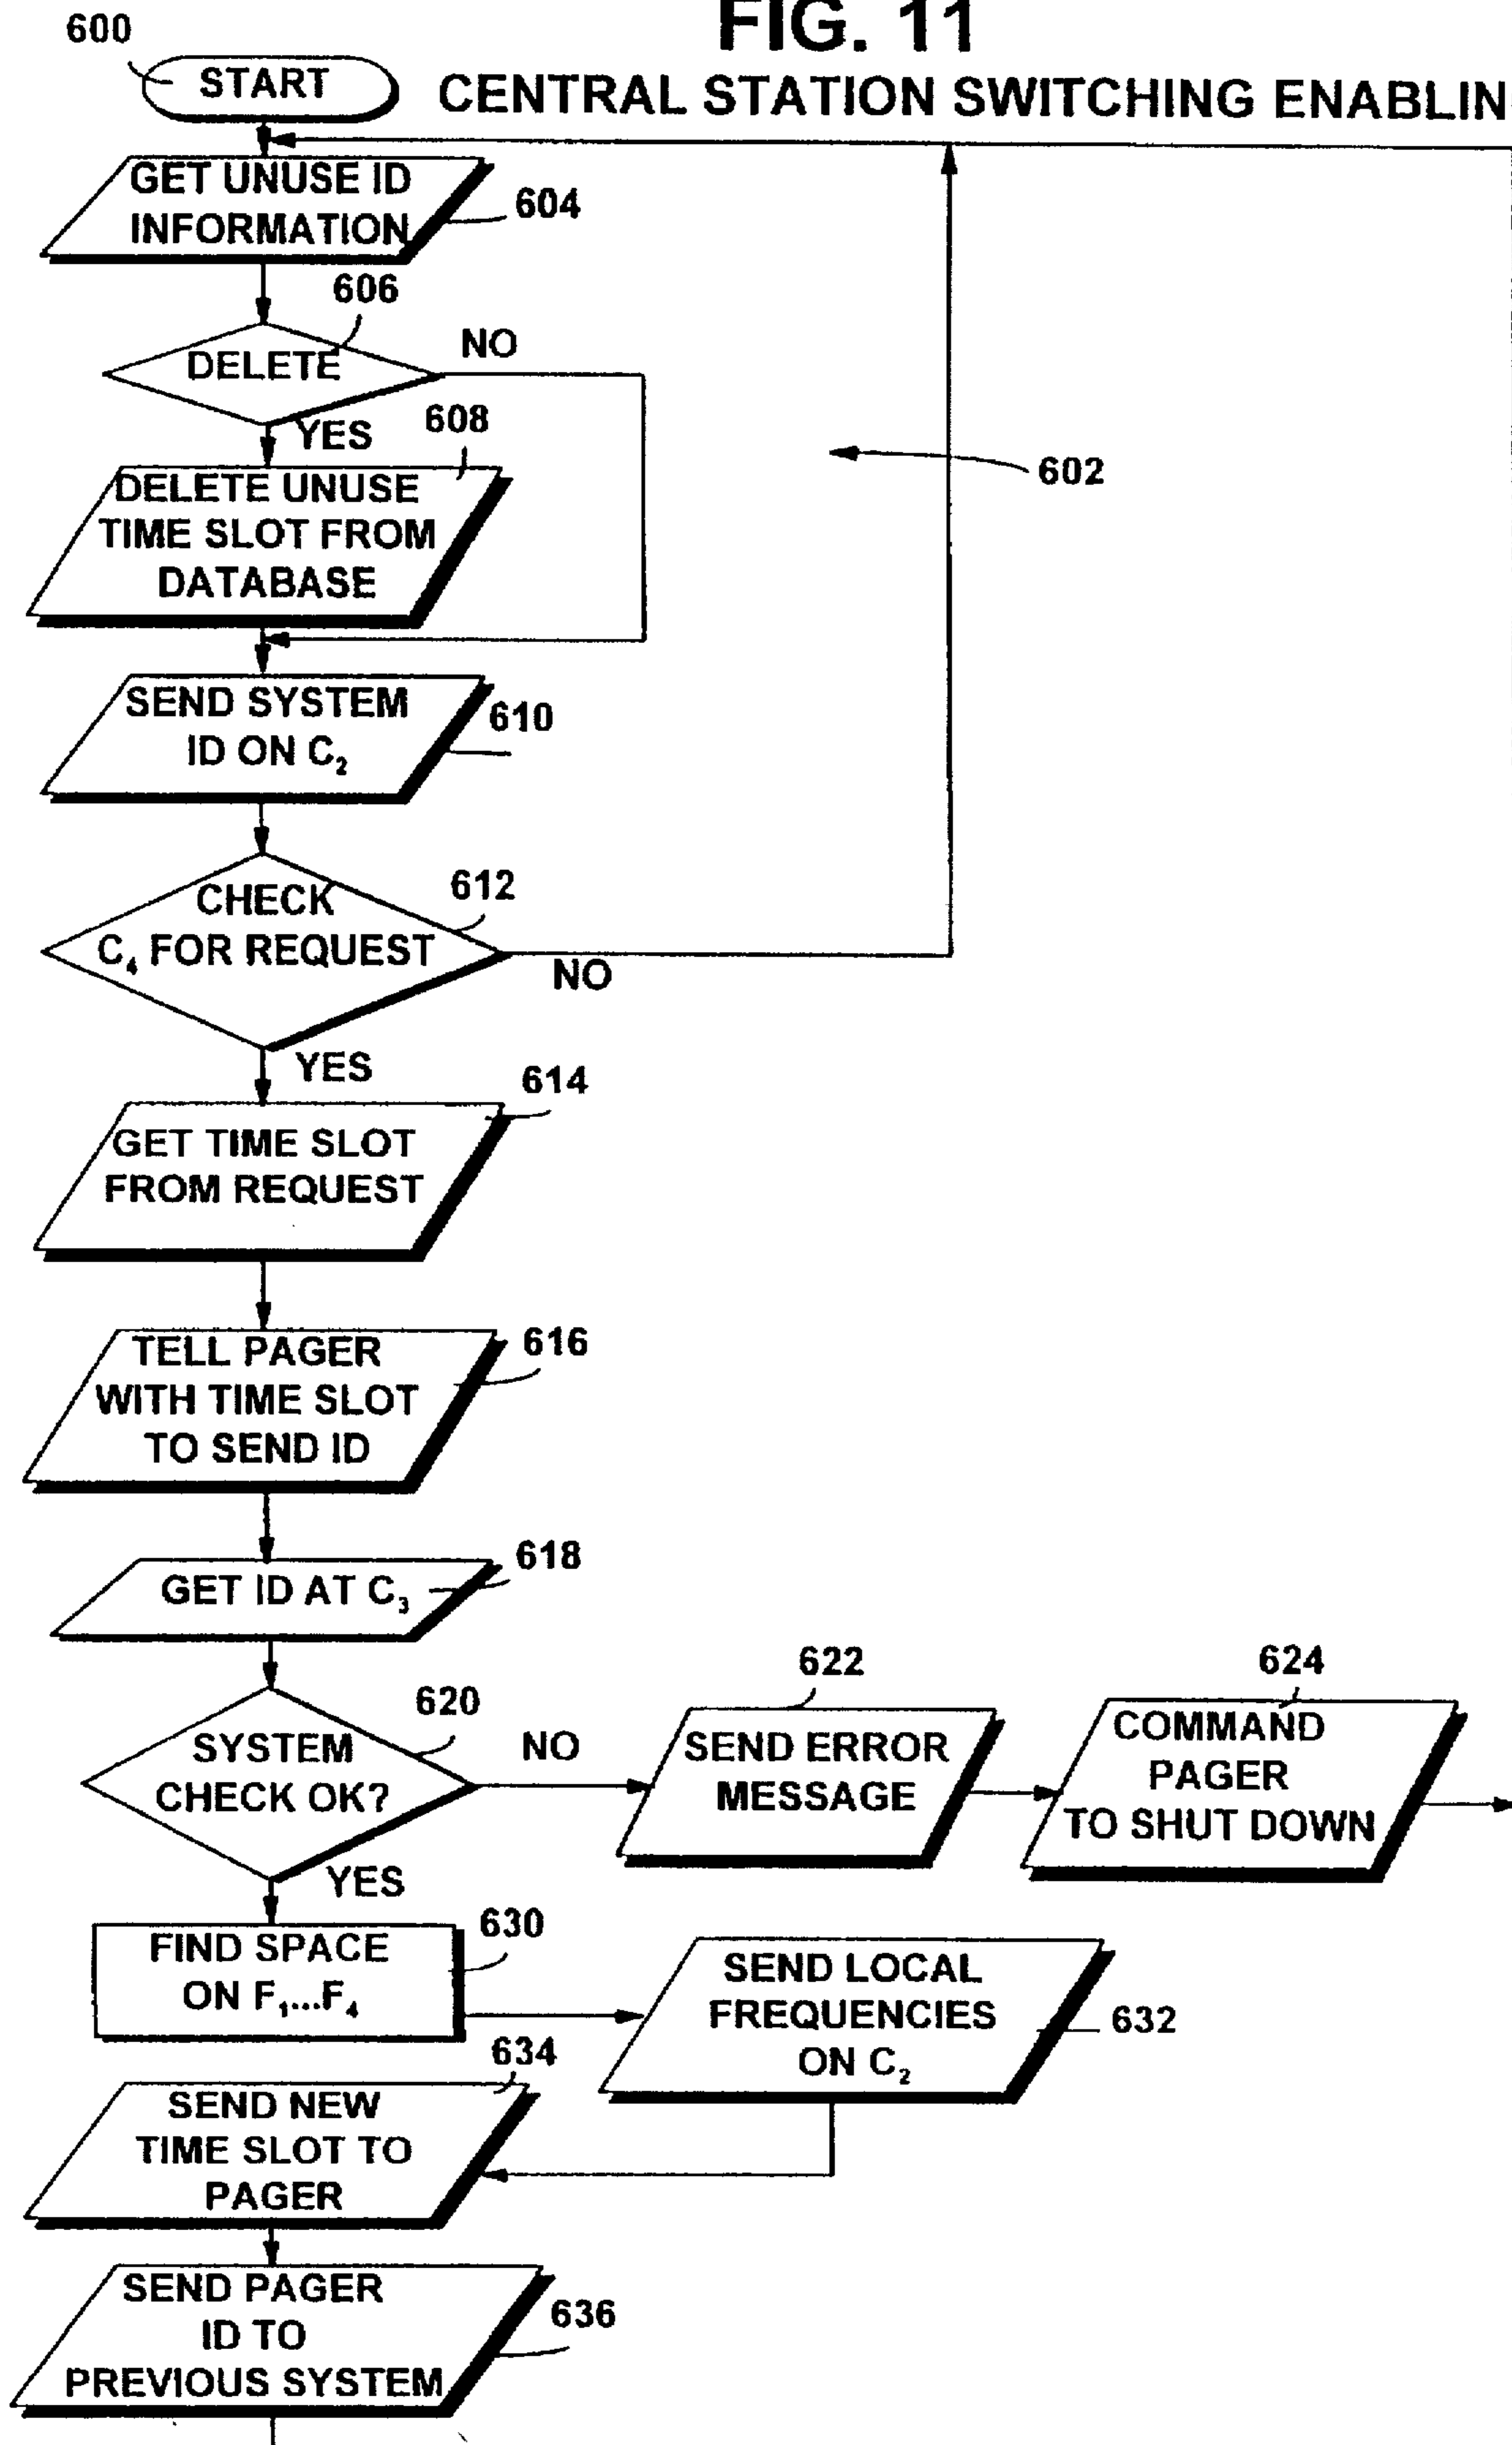 FIG. 11
600
START
CENTRAL STATION SWITCHING ENABLIN
GET UNUSE ID
INFORMATION
604
606
DELETE
NO
YES
608
DELETE UNUSE
TIME SLOT FROM
DATABASE
602
SEND SYSTEM
ID ON C₂
610
CHECK
C₄ FOR REQUEST
612
NO
YES
614
GET TIME SLOT
FROM REQUEST
TELL PAGER
WITH TIME SLOT
TO SEND ID
616
GET ID AT C₃
618
SYSTEM
CHECK OK?
620
NO
YES
622
SEND ERROR
MESSAGE
624
COMMAND
PAGER
TO SHUT DOWN
FIND SPACE
ON F₁...F₄
630
SEND LOCAL
FREQUENCIES
ON C₂
632
634
SEND NEW
TIME SLOT TO
PAGER
SEND PAGER
ID TO
PREVIOUS SYSTEM
636